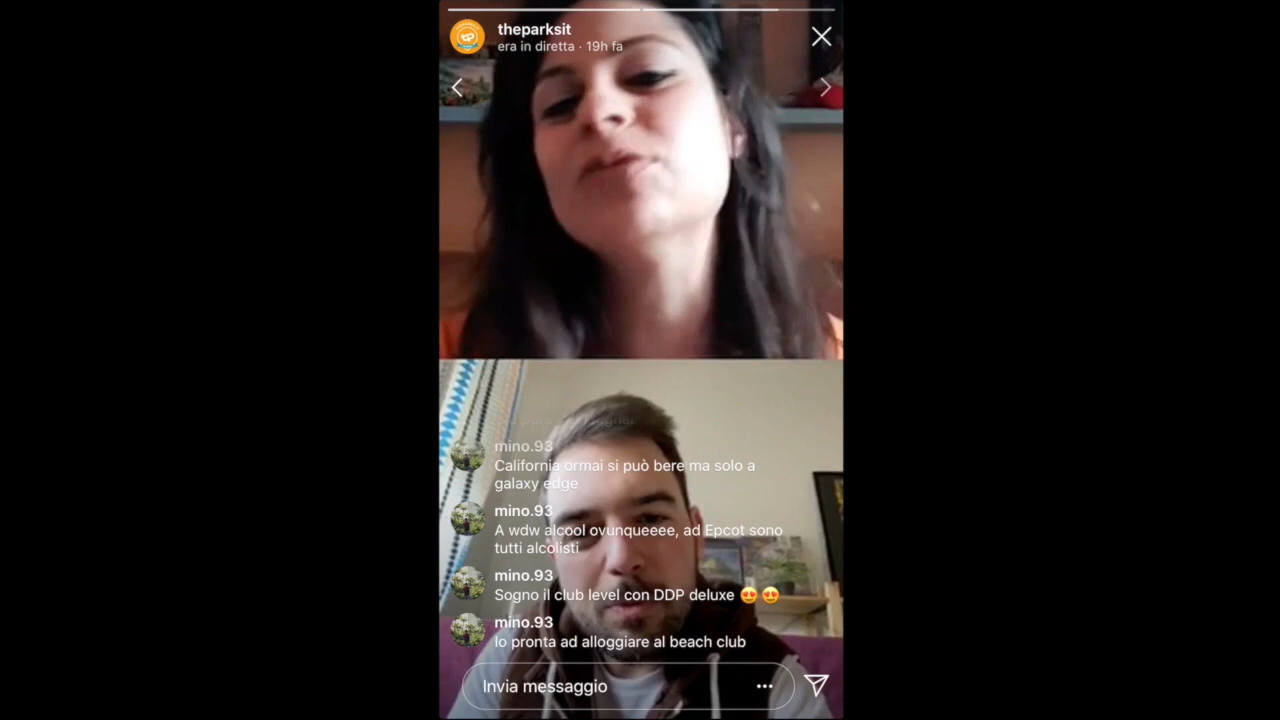 theparksit
era in diretta · 19h fa
mino.93
California ormai si può bere ma solo a
galaxy edge
mino.93
A wdw alcool ovunqueeee, ad Epcot sono
tutti alcolisti
mino.93
Sogno il club level con DDP deluxe 😍 😍
mino.93
Io pronta ad alloggiare al beach club
Invia messaggio